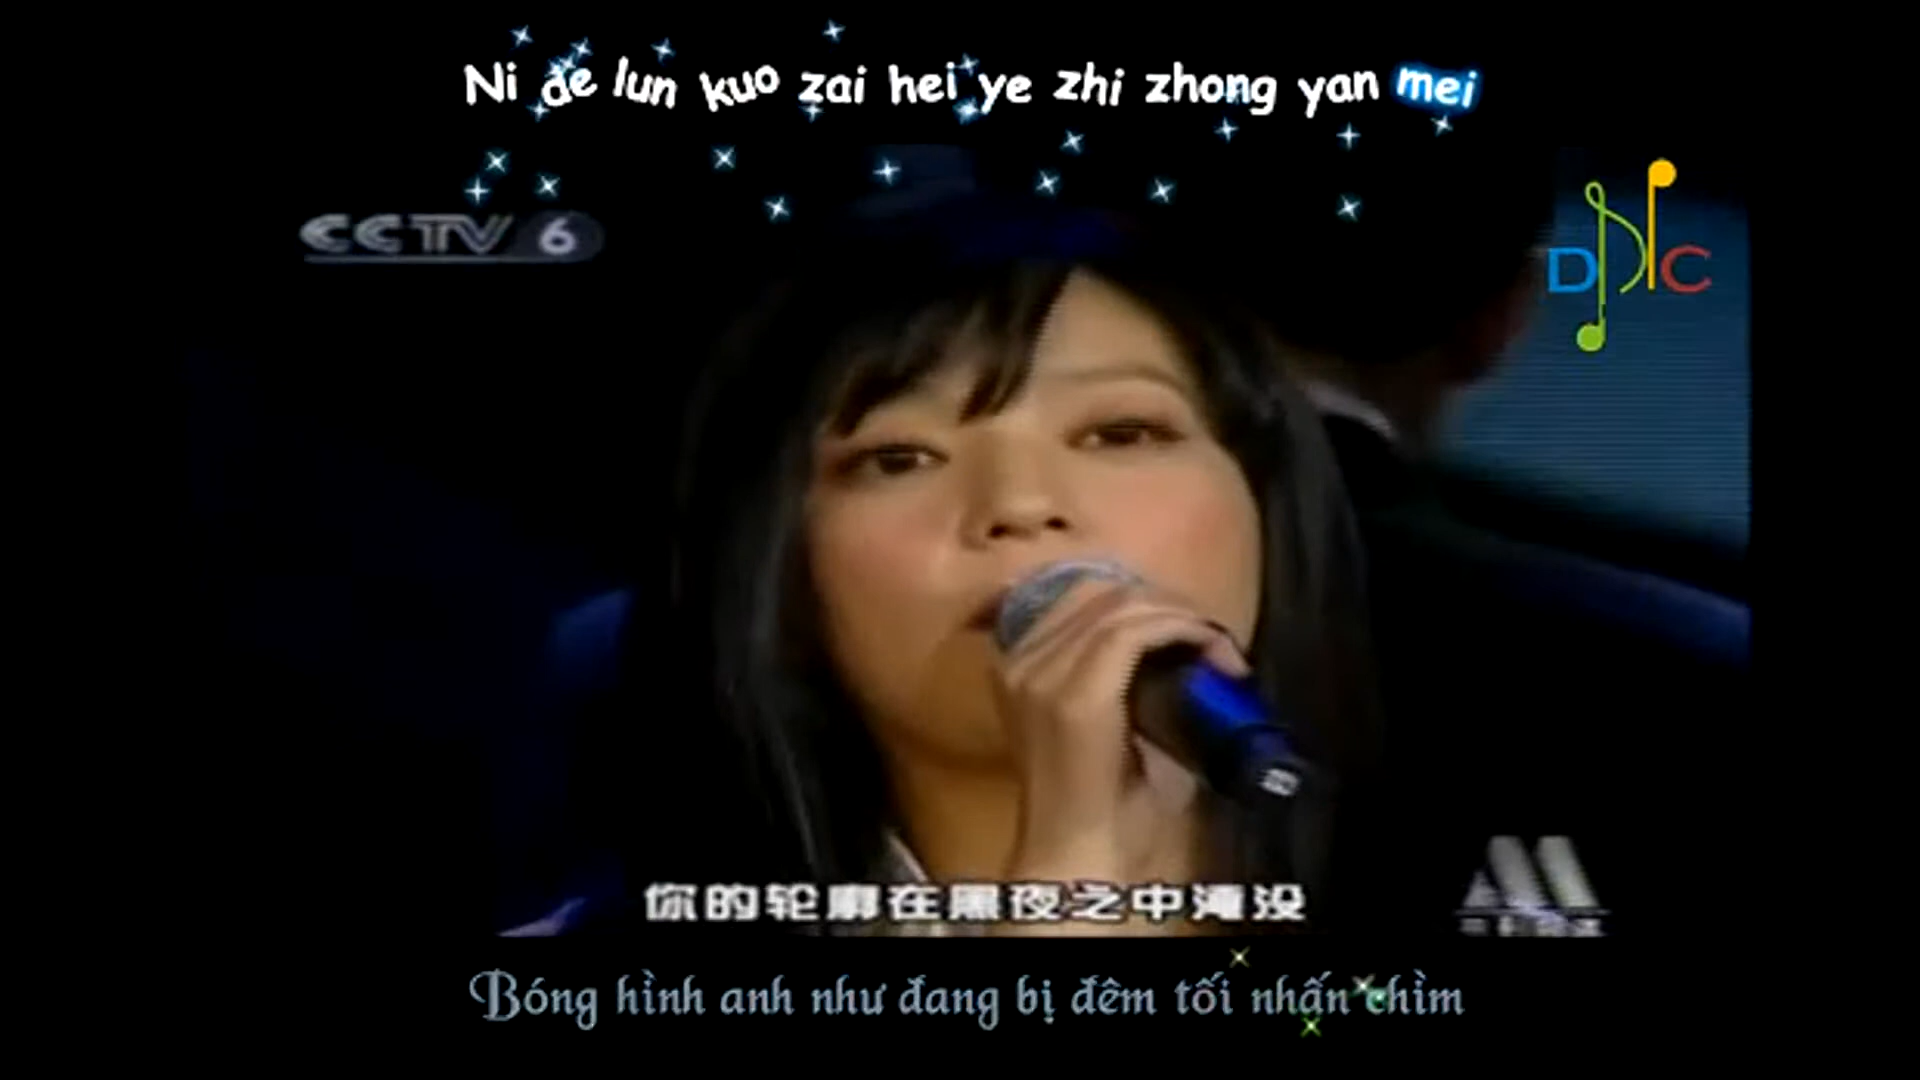 Ni de lun kuo zai hei ye zhi zhong yan mei
CCTV 6
DNC
你的轮廓在黑夜之中淹没
Bóng hình anh như đang bị đêm tối nhấn chìm